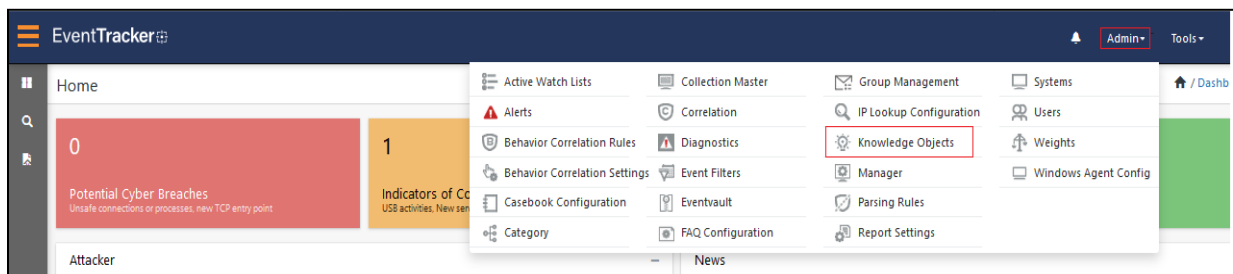 EventTracker
Admin
Tools
Home
/ Dashb
Active Watch Lists
Collection Master
Group Management
Systems
Alerts
Correlation
IP Lookup Configuration
Users
Behavior Correlation Rules
Diagnostics
Knowledge Objects
Weights
Behavior Correlation Settings
Event Filters
Manager
Windows Agent Config
Casebook Configuration
Eventvault
Parsing Rules
Category
FAQ Configuration
Report Settings
0
Potential Cyber Breaches
Unsafe connections or processes, new TCP entry point
1
Indicators of Co
USB activities, New serv
Attacker
News